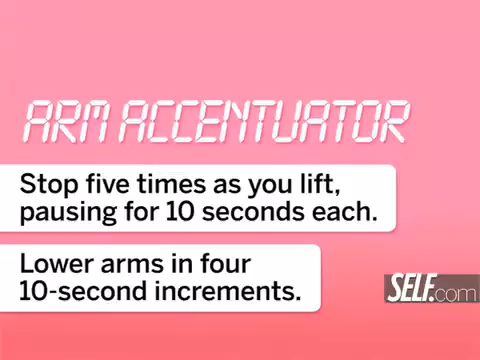 ARM ACCENTUATOR
Stop five times as you lift,
pausing for 10 seconds each.
Lower arms in four
10-second increments.
SELF.com